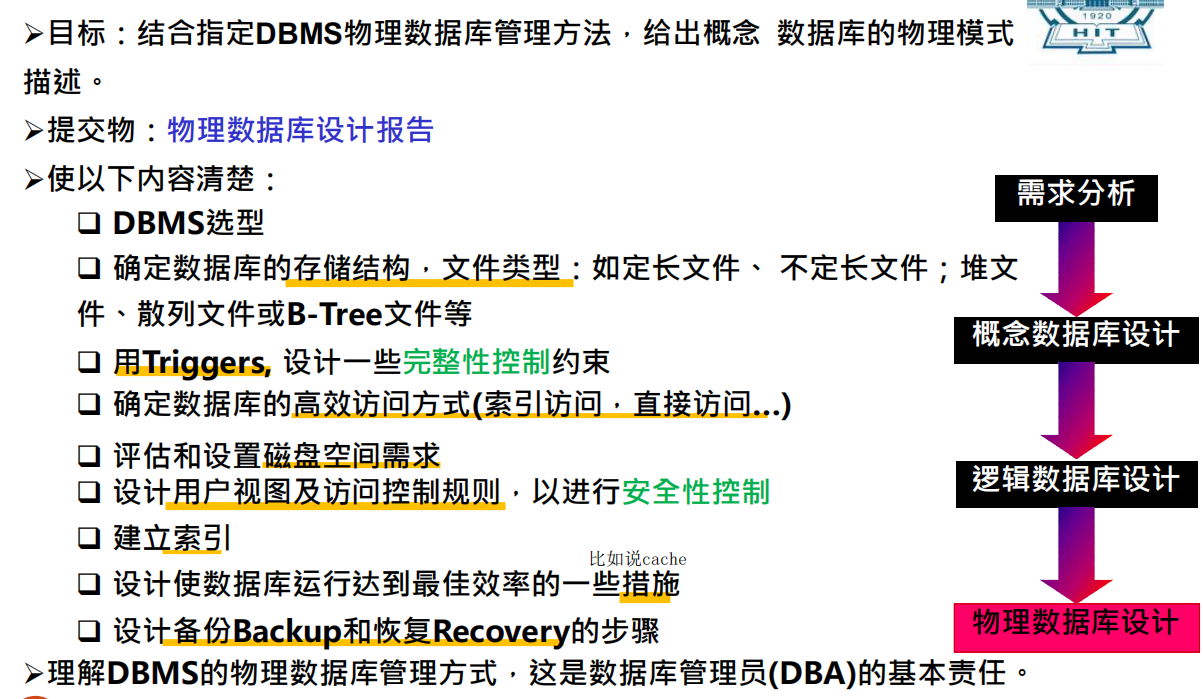 ➢目标：结合指定DBMS物理数据库管理方法，给出概念 数据库的物理模式
描述。
➢提交物：物理数据库设计报告
➢使以下内容清楚：
❑ DBMS选型
❑ 确定数据库的存储结构，文件类型：如定长文件、 不定长文件；堆文
件、散列文件或B-Tree文件等
❑ 用Triggers, 设计一些完整性控制约束
❑ 确定数据库的高效访问方式(索引访问，直接访问…)
❑ 评估和设置磁盘空间需求
❑ 设计用户视图及访问控制规则，以进行安全性控制
❑ 建立索引
比如说cache
❑ 设计使数据库运行达到最佳效率的一些措施
❑ 设计备份Backup和恢复Recovery的步骤
➢理解DBMS的物理数据库管理方式，这是数据库管理员(DBA)的基本责任。
1920
HIT
需求分析
概念数据库设计
逻辑数据库设计
物理数据库设计